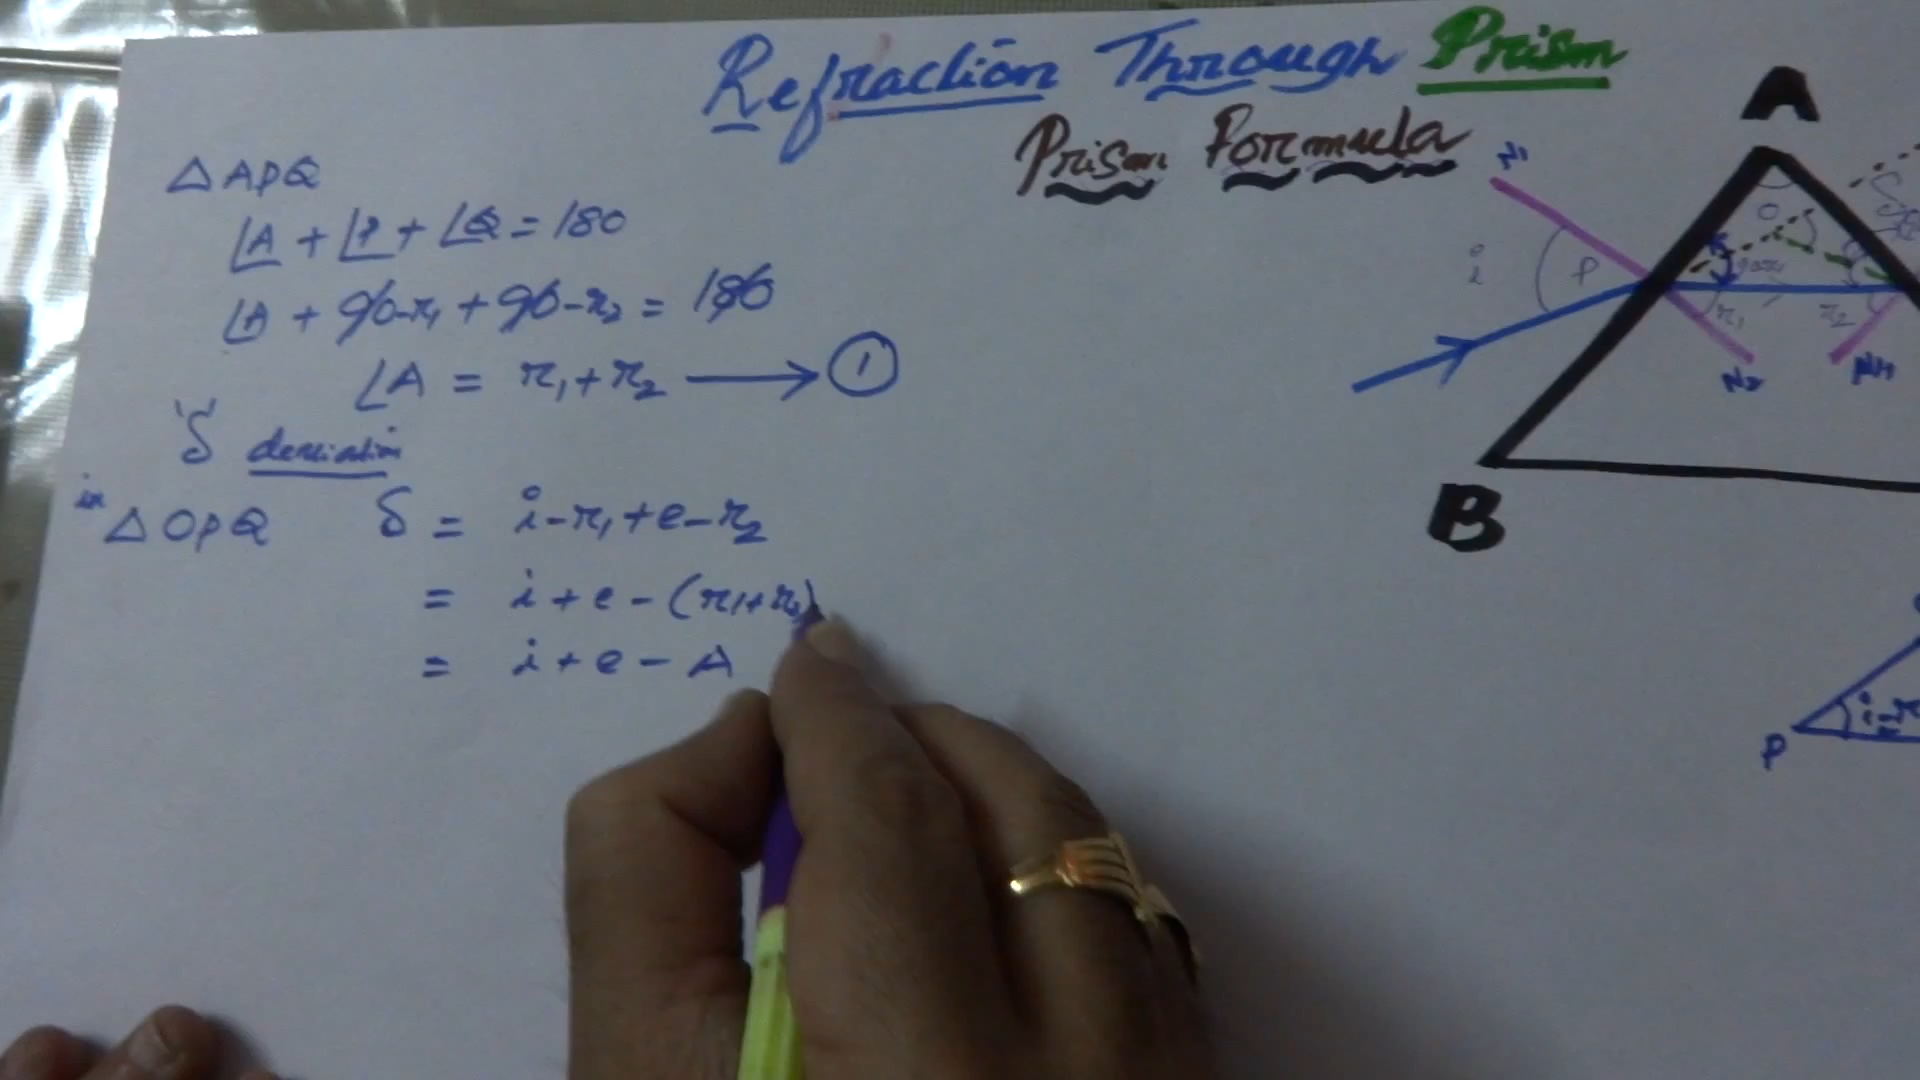 Refraction Through Prism
Prism Formula
△APQ
∠A + ∠P + ∠Q = 180
∠A + 90-r₁ + 90-r₂ = 180
∠A = r₁+r₂ ⟶ ①
'δ' derivation
in △OPQ δ = i-r₁+e-r₂
= i+e-(r₁+r₂)
= i+e-A
A
N₁
O
i
P
r₁
r₂
N₂
B
P